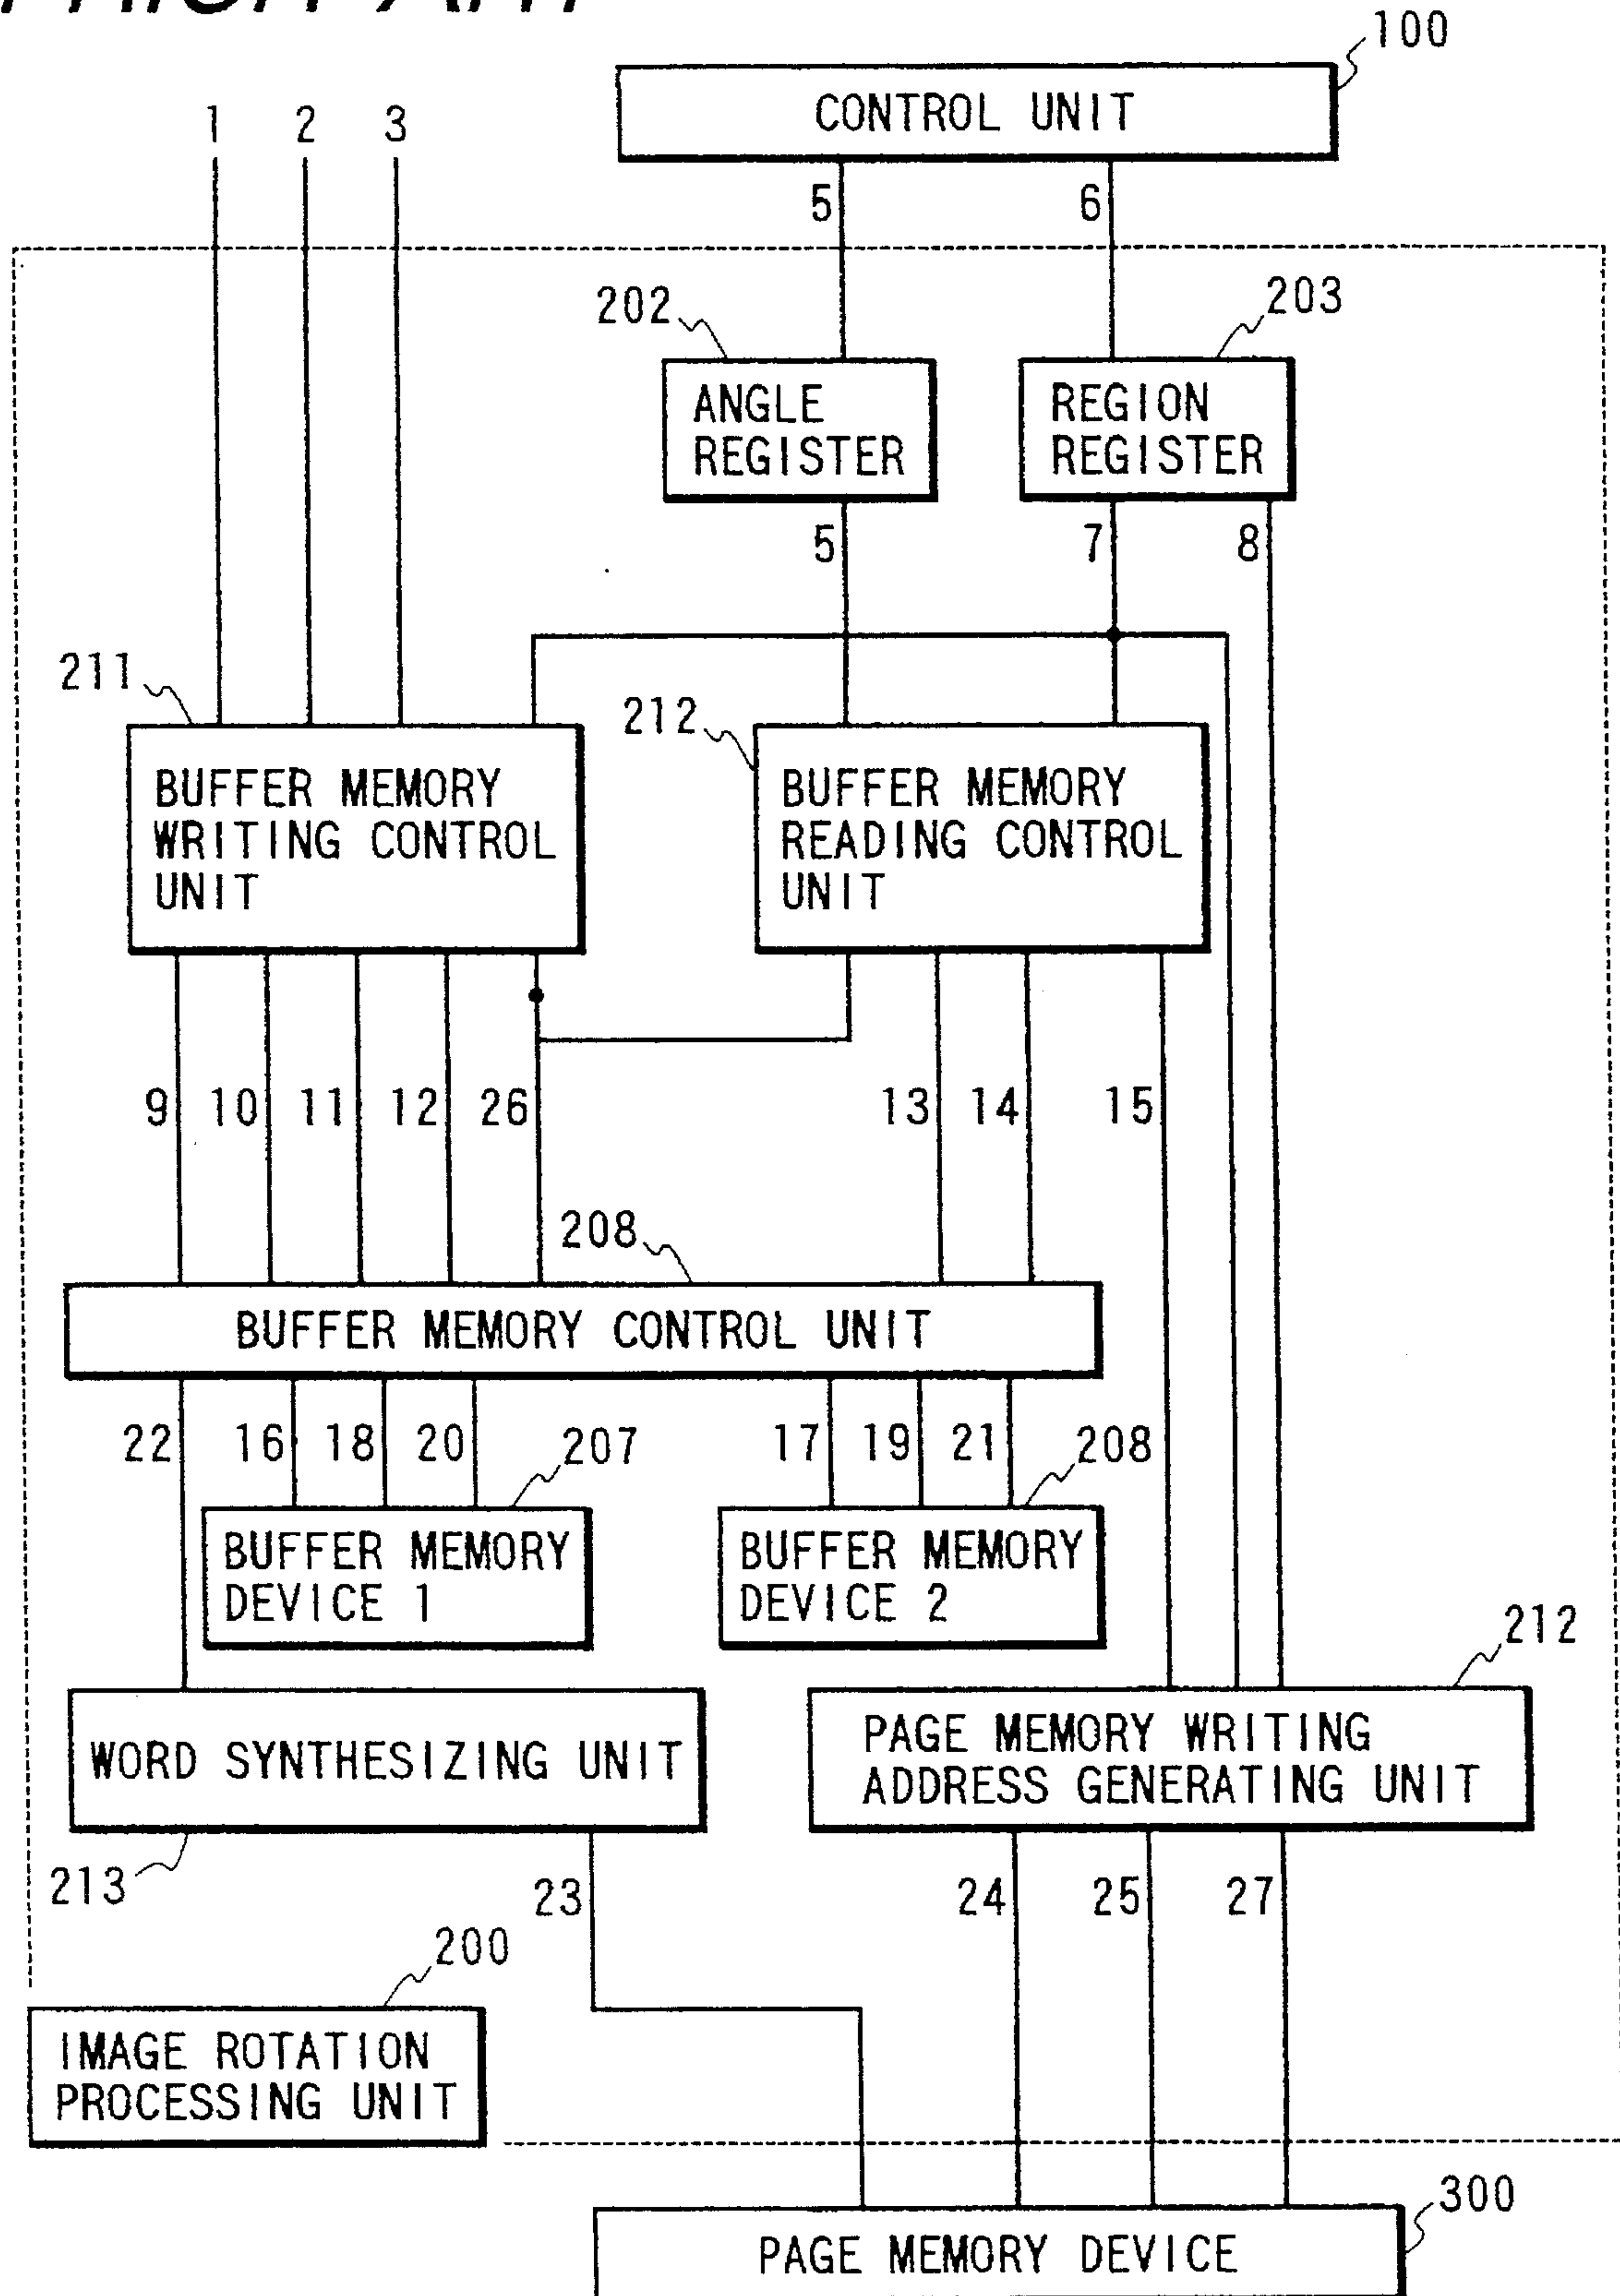 PRIOR ART
100
CONTROL UNIT
1 2 3
5 6
202
203
ANGLE
REGISTER
REGION
REGISTER
5 7 8
211
212
BUFFER MEMORY
WRITING CONTROL
UNIT
BUFFER MEMORY
READING CONTROL
UNIT
9 10 11 12 26 13 14 15
208
BUFFER MEMORY CONTROL UNIT
22 16 18 20 207 17 19 21 208
BUFFER MEMORY
DEVICE 1
BUFFER MEMORY
DEVICE 2
212
WORD SYNTHESIZING UNIT
PAGE MEMORY WRITING
ADDRESS GENERATING UNIT
213 23 24 25 27
200
IMAGE ROTATION
PROCESSING UNIT
300
PAGE MEMORY DEVICE